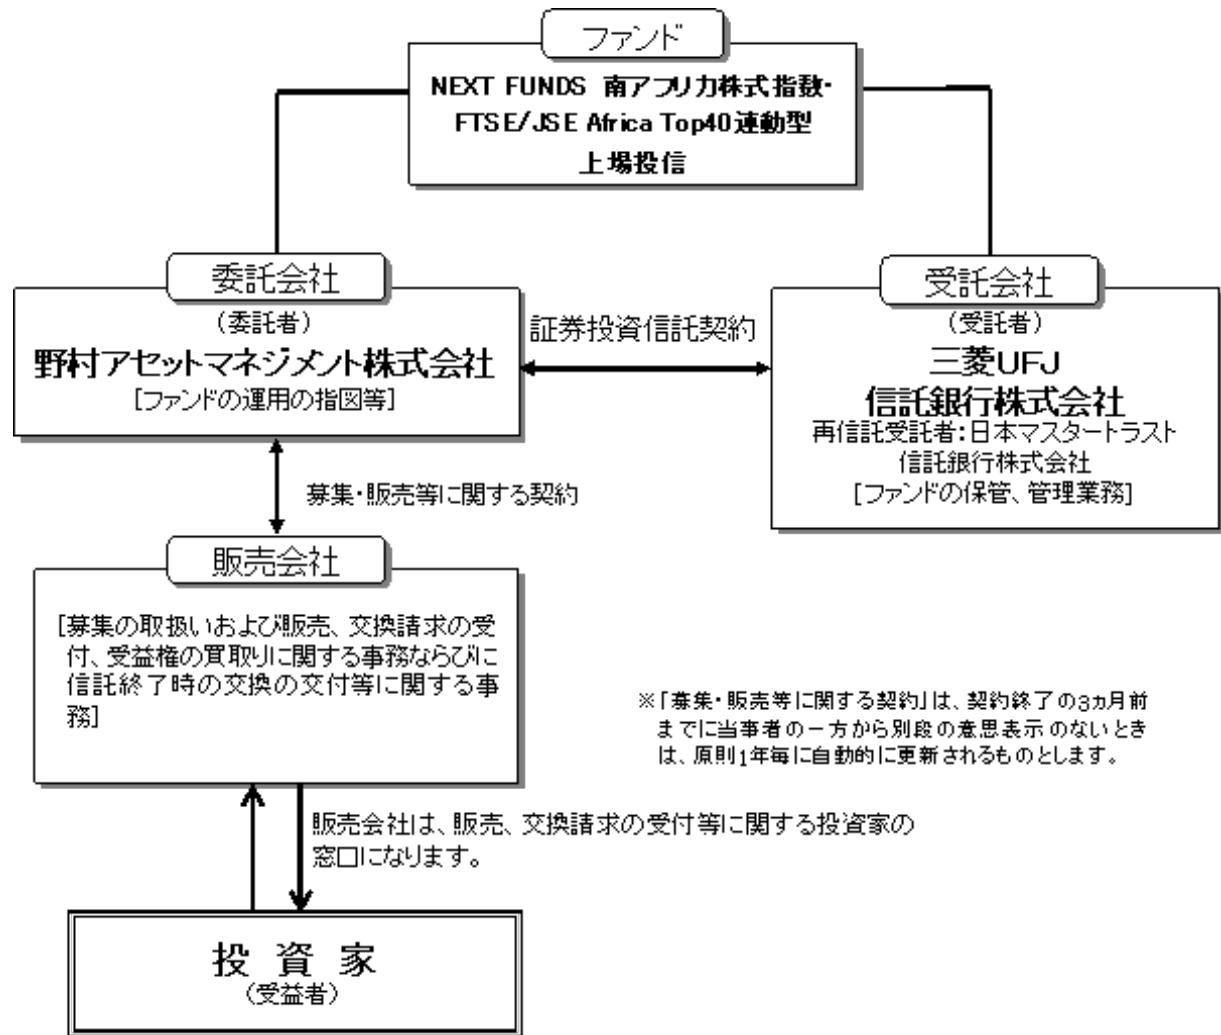 ファンド
NEXT FUNDS 南アフリカ株式指数・
FTSE/JSE Africa Top40連動型
上場投信
委託会社
(委託者)
野村アセットマネジメント株式会社
[ファンドの運用の指図等]
証券投資信託契約
受託会社
(受託者)
三菱UFJ
信託銀行株式会社
再信託受託者:日本マスタートラスト
信託銀行株式会社
[ファンドの保管、管理業務]
募集・販売等に関する契約
販売会社
[募集の取扱いおよび販売、交換請求の受
付、受益権の買取りに関する事務ならびに
信託終了時の交換の交付等に関する事
務]
※「募集・販売等に関する契約」は、契約終了の3ヵ月前
までに当事者の一方から別段の意思表示のないとき
は、原則1年毎に自動的に更新されるものとします。
販売会社は、販売、交換請求の受付等に関する投資家の
窓口になります。
投資家
(受益者)